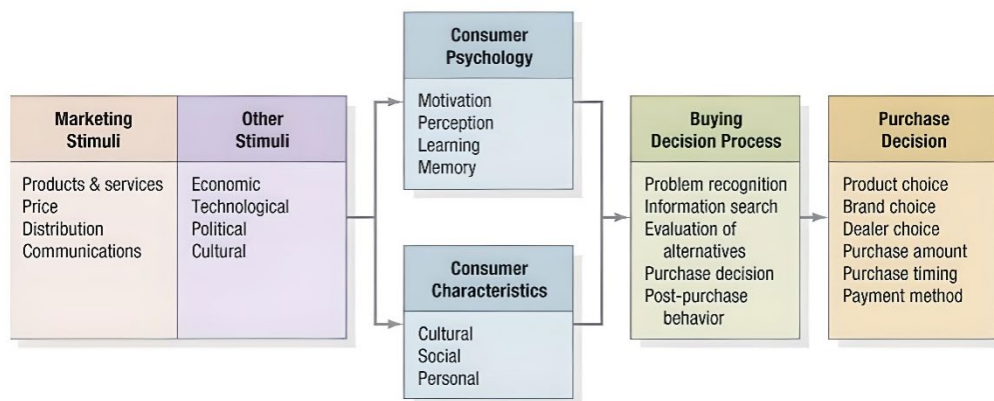 Marketing
Stimuli
Products & services
Price
Distribution
Communications
Other
Stimuli
Economic
Technological
Political
Cultural
Consumer
Psychology
Motivation
Perception
Learning
Memory
Consumer
Characteristics
Cultural
Social
Personal
Buying
Decision Process
Problem recognition
Information search
Evaluation of
alternatives
Purchase decision
Post-purchase
behavior
Purchase
Decision
Product choice
Brand choice
Dealer choice
Purchase amount
Purchase timing
Payment method